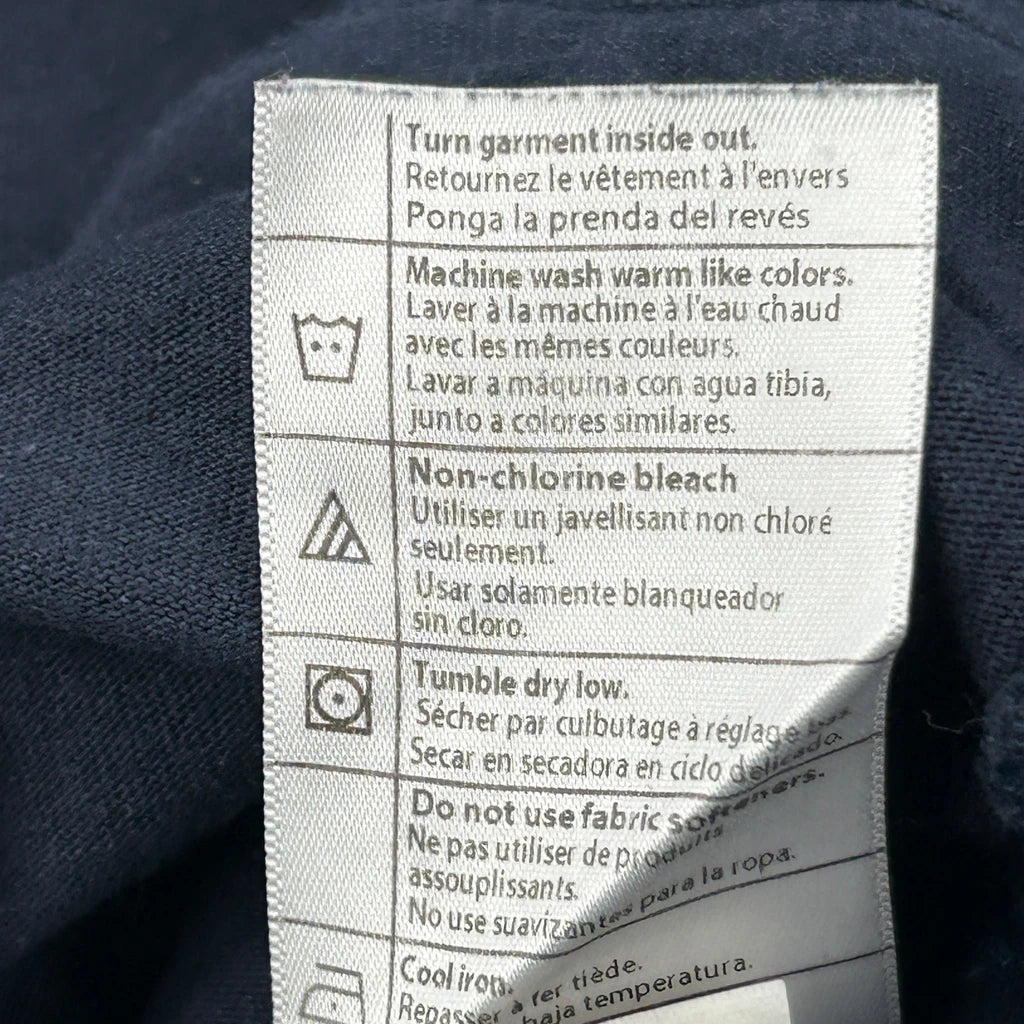 Turn garment inside out.
Retournez le vêtement à l'envers
Ponga la prenda del revés
Machine wash warm like colors.
Laver à la machine à l'eau chaud
avec les mêmes couleurs.
Lavar a máquina con agua tibia,
junto a colores similares.
Non-chlorine bleach
Utiliser un javellisant non chloré
seulement.
Usar solamente blanqueador
sin cloro.
Tumble dry low.
Sécher par culbutage à réglage
Secar en secadora en ciclo delicado.
Do not use fabric softeners.
Ne pas utiliser de produits
assouplissants.
No use suavizantes para la ropa.
Cool iron.
Repasser à fer tiède.
baja temperatura.